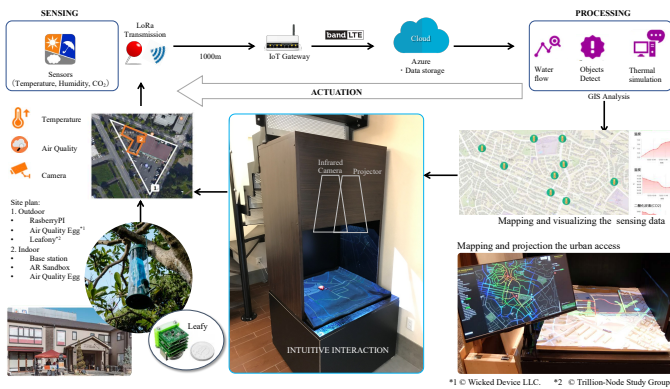 SENSING
LoRa
Transmission
PROCESSING
Sensors
(Temperature, Humidity, CO₂)
1000m
IoT Gateway
band LTE
Cloud
Azure
・Data storage
Water
flow
Objects
Detect
Thermal
simulation
ACTUATION
GIS Analysis
Temperature
Air Quality
Camera
1
Infrared
Camera
Projector
Mapping and visualizing the sensing data
Site plan:
1. Outdoor
• RasberryPI
• Air Quality Egg*1
• Leafony*2
2. Indoor
• Base station
• AR Sandbox
• Air Quality Egg
Mapping and projection the urban access
Leafy
INTUITIVE INTERACTION
*1 © Wicked Device LLC. *2 © Trillion-Node Study Group